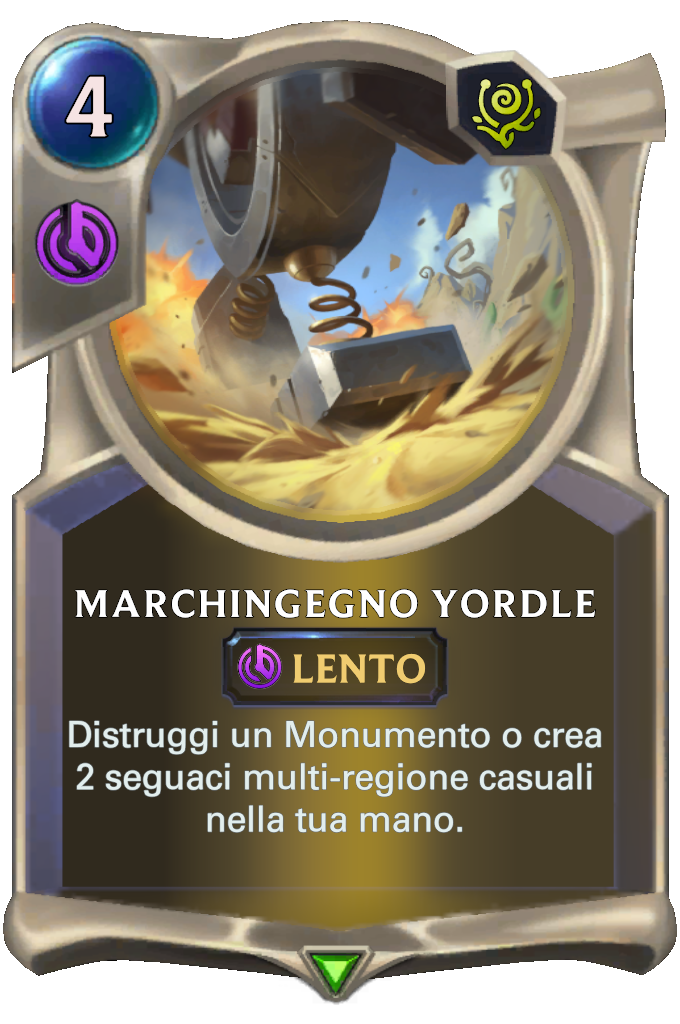 4
MARCHINGEGNO YORDLE
LENTO
Distruggi un Monumento o crea
2 seguaci multi-regione casuali
nella tua mano.